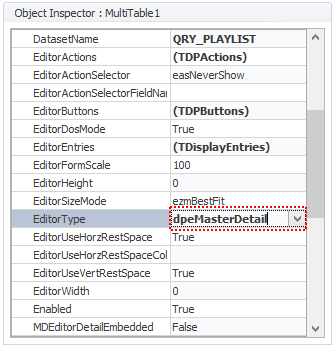 Object Inspector : MultiTable1
DatasetName QRY_PLAYLIST
EditorActions (TDPActions)
EditorActionSelector easNeverShow
EditorActionSelectorFieldNar
EditorButtons (TDPButtons)
EditorDosMode True
EditorEntries (TDisplayEntries)
EditorFormScale 100
EditorHeight 0
EditorSizeMode ezmBestFit
EditorType dpeMasterDetail
EditorUseHorzRestSpace True
EditorUseHorzRestSpaceCol
EditorUseVertRestSpace True
EditorWidth 0
Enabled True
MDEditorDetailEmbedded False